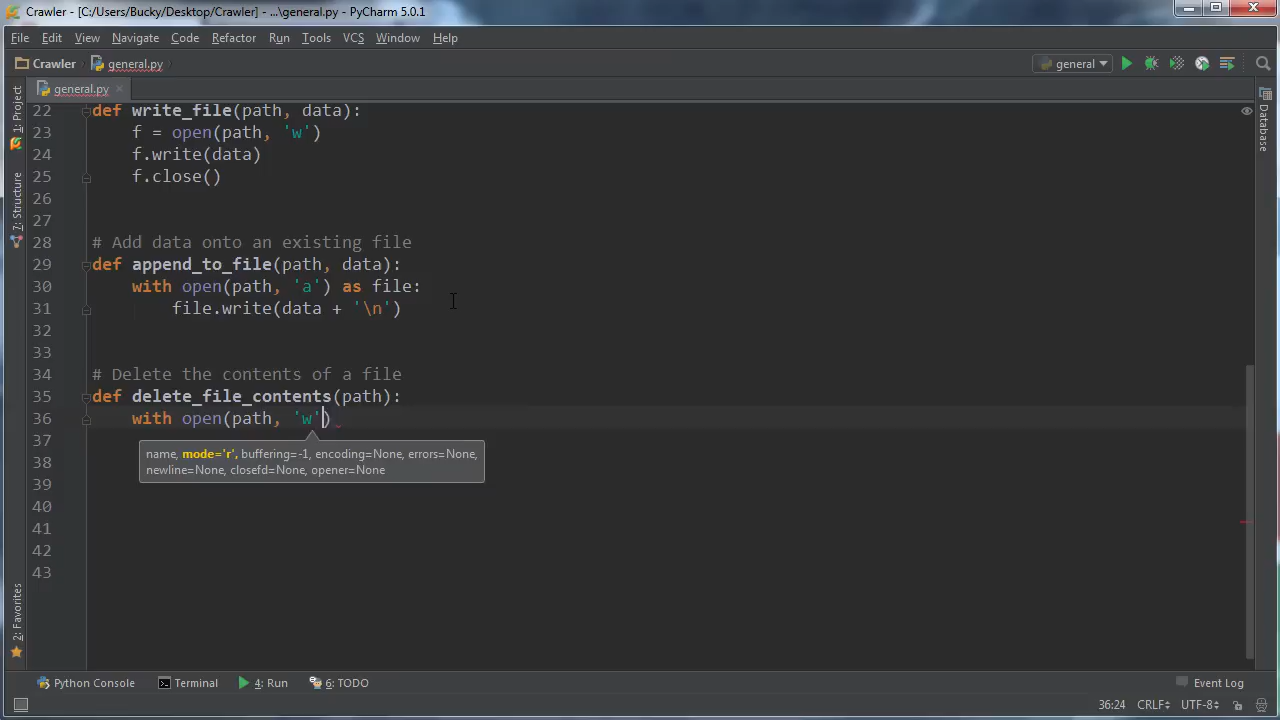 Crawler - [C:/Users/Bucky/Desktop/Crawler] - ...\general.py - PyCharm 5.0.1
File Edit View Navigate Code Refactor Run Tools VCS Window Help
Crawler general.py general
general.py
1: Project
7: Structure
2: Favorites
Database
22 def write_file(path, data):
23 f = open(path, 'w')
24 f.write(data)
25 f.close()
26
27
28 # Add data onto an existing file
29 def append_to_file(path, data):
30 with open(path, 'a') as file:
31 file.write(data + '\n')
32
33
34 # Delete the contents of a file
35 def delete_file_contents(path):
36 with open(path, 'w')
37
name, mode='r', buffering=-1, encoding=None, errors=None,
38
newline=None, closefd=None, opener=None
39
40
41
42
43
Python Console Terminal 4: Run 6: TODO Event Log
36:24 CRLF UTF-8